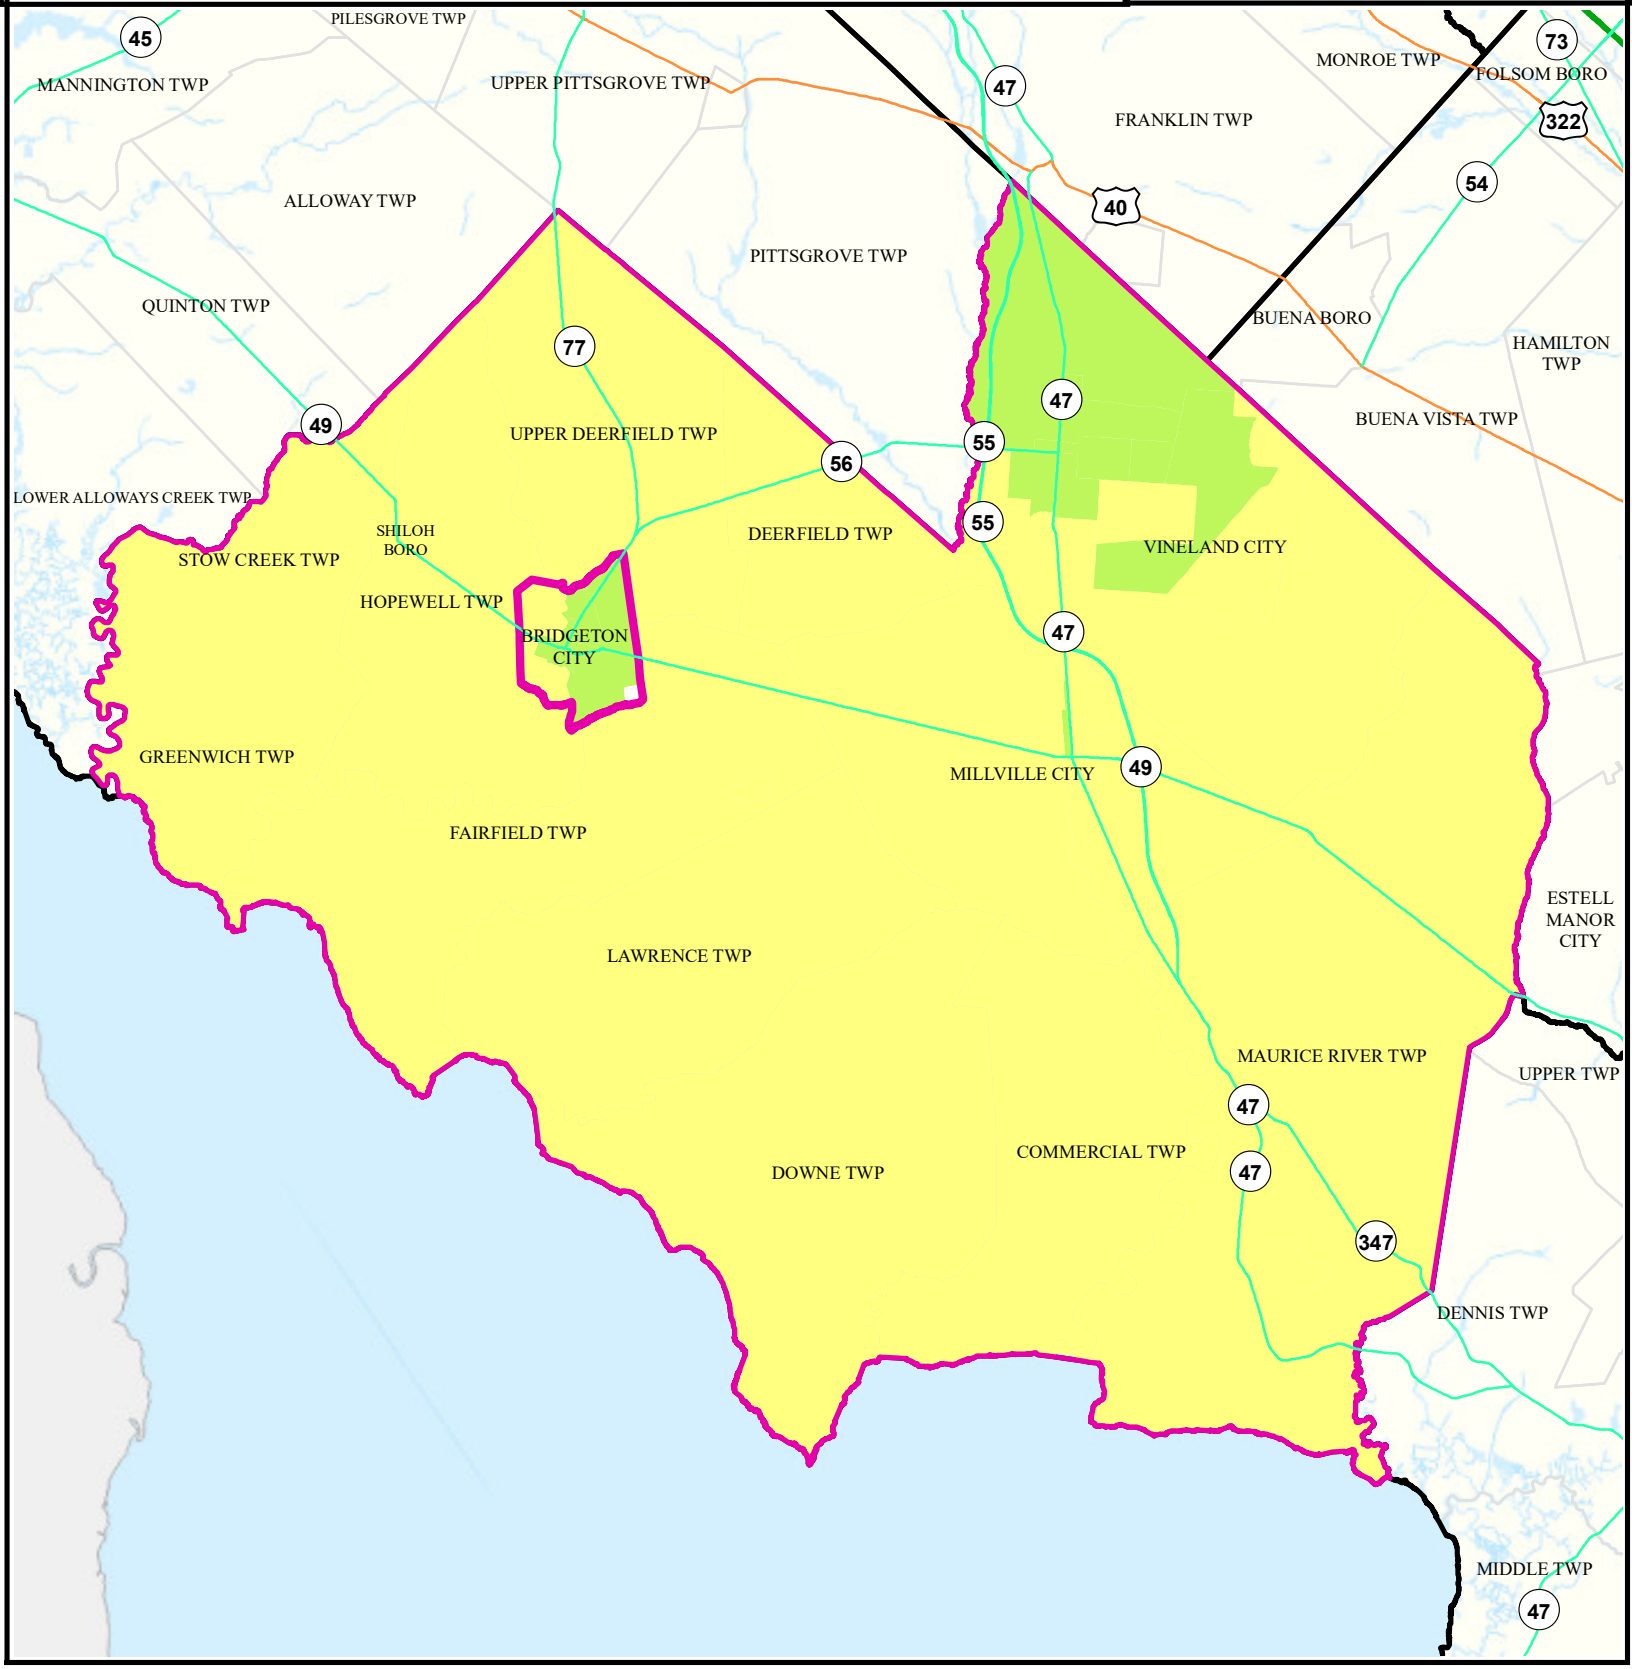 PILESGROVE TWP
45
MANNINGTON TWP
UPPER PITTSGROVE TWP
47
MONROE TWP
73
FOLSOM BORO
322
FRANKLIN TWP
54
ALLOWAY TWP
40
PITTSGROVE TWP
QUINTON TWP
BUENA BORO
77
HAMILTON
TWP
47
49
BUENA VISTA TWP
UPPER DEERFIELD TWP
55
56
LOWER ALLOWAYS CREEK TWP
55
SHILOH
BORO
DEERFIELD TWP
VINELAND CITY
STOW CREEK TWP
HOPEWELL TWP
BRIDGETON
CITY
47
GREENWICH TWP
MILLVILLE CITY
49
FAIRFIELD TWP
ESTELL
MANOR
CITY
LAWRENCE TWP
MAURICE RIVER TWP
UPPER TWP
47
COMMERCIAL TWP
DOWNE TWP
47
347
DENNIS TWP
MIDDLE TWP
47